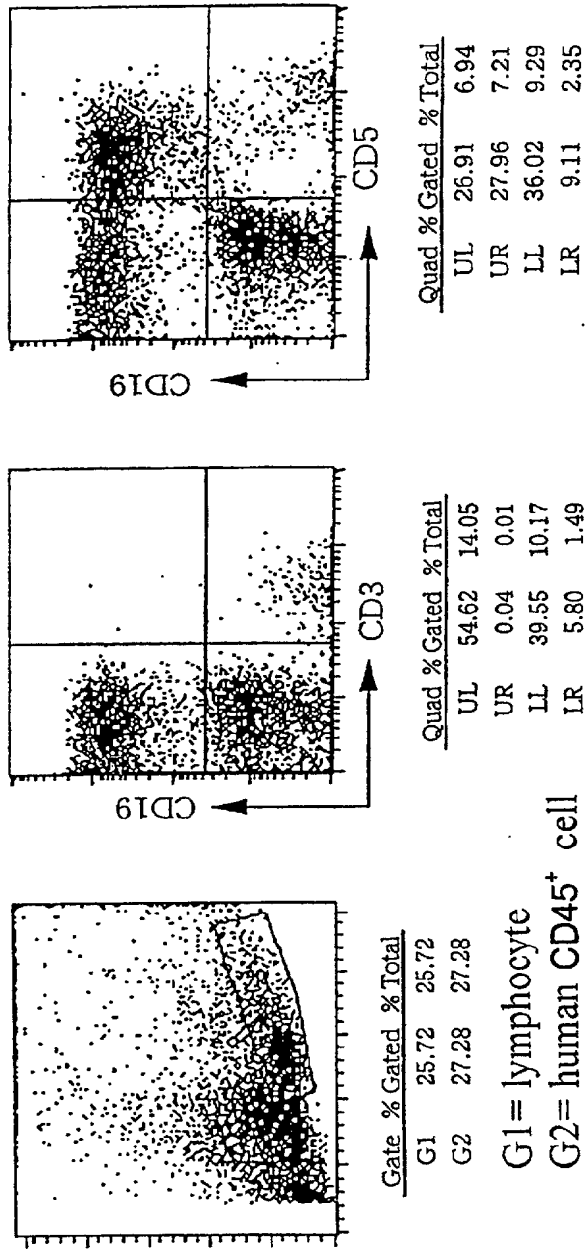 CD19
CD3
CD19
CD5
Gate % Gated % Total
G1 25.72 25.72
G2 27.28 27.28
G1 = lymphocyte
G2 = human CD45+ cell
Quad % Gated % Total
UL 54.62 14.05
UR 0.04 0.01
LL 39.55 10.17
LR 5.80 1.49
Quad % Gated % Total
UL 26.91 6.94
UR 27.96 7.21
LL 36.02 9.29
LR 9.11 2.35